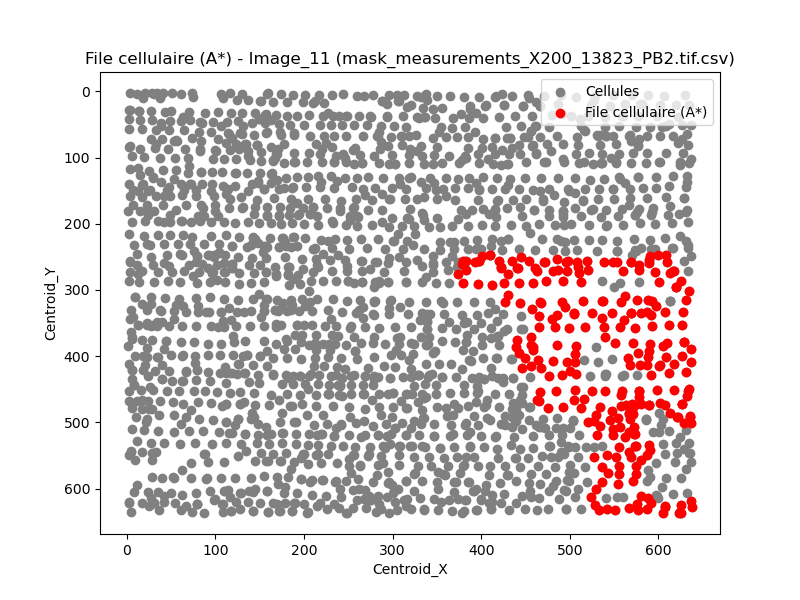 File cellulaire (A*) - Image_11 (mask_measurements_X200_13823_PB2.tif.csv)
Cellules
File cellulaire (A*)
Centroid_Y
0
100
200
300
400
500
600
0 100 200 300 400 500 600
Centroid_X